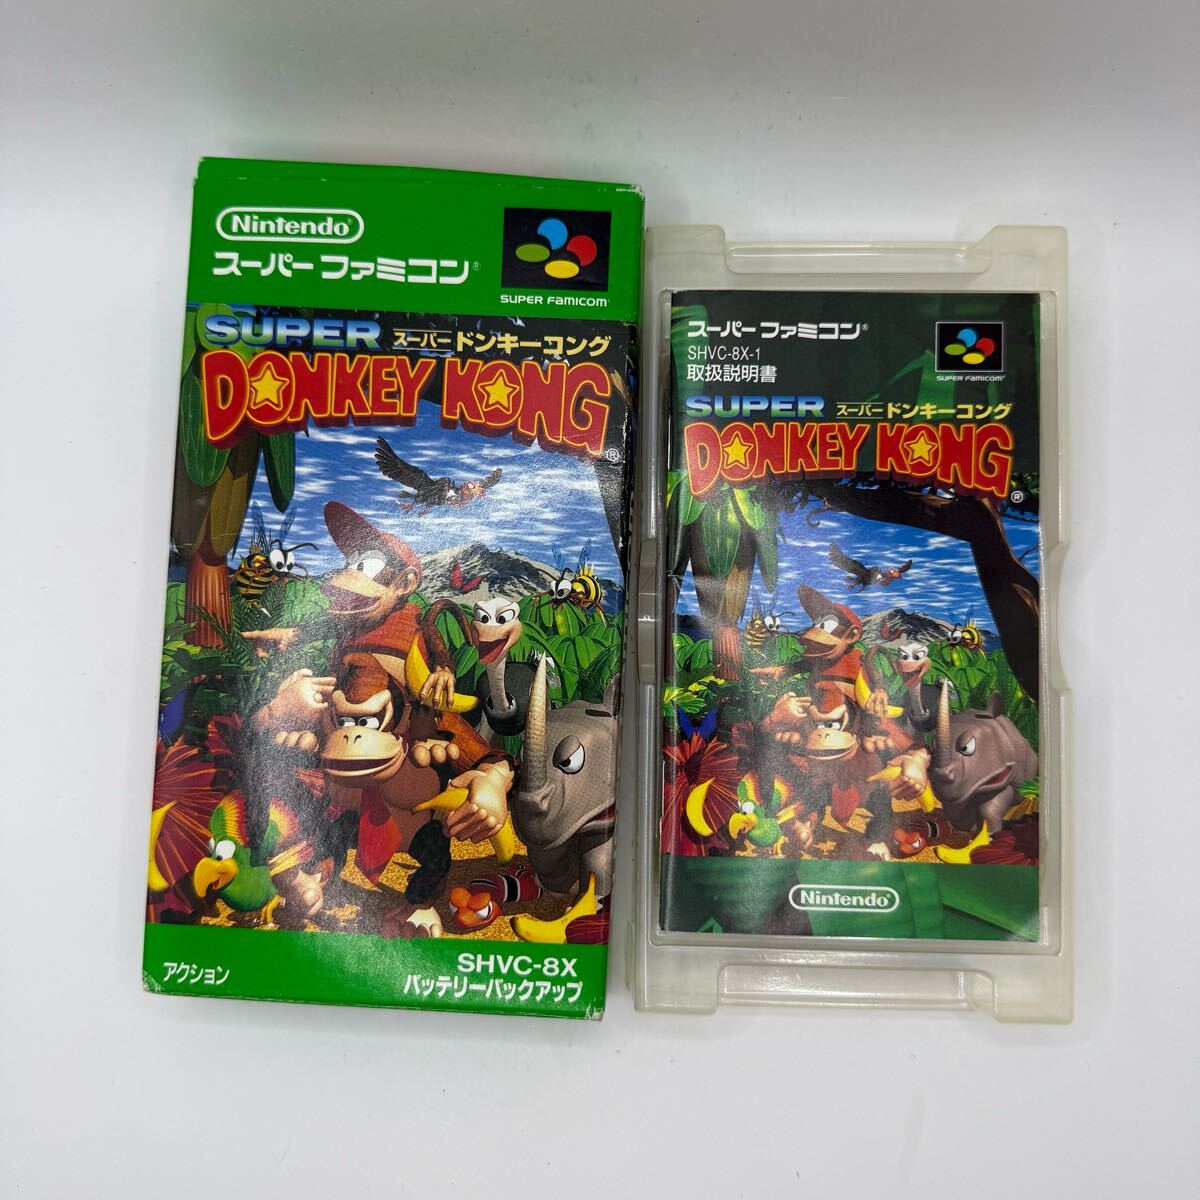 Nintendo®
スーパーファミコン®
SUPER FAMICOM
SUPER スーパードンキーコング
DONKEY KONG®
アクション
SHVC-8X
バッテリーバックアップ
スーパーファミコン®
SHVC-8X-1
取扱説明書
SUPER FAMICOM
SUPER スーパードンキーコング
DONKEY KONG®
Nintendo®